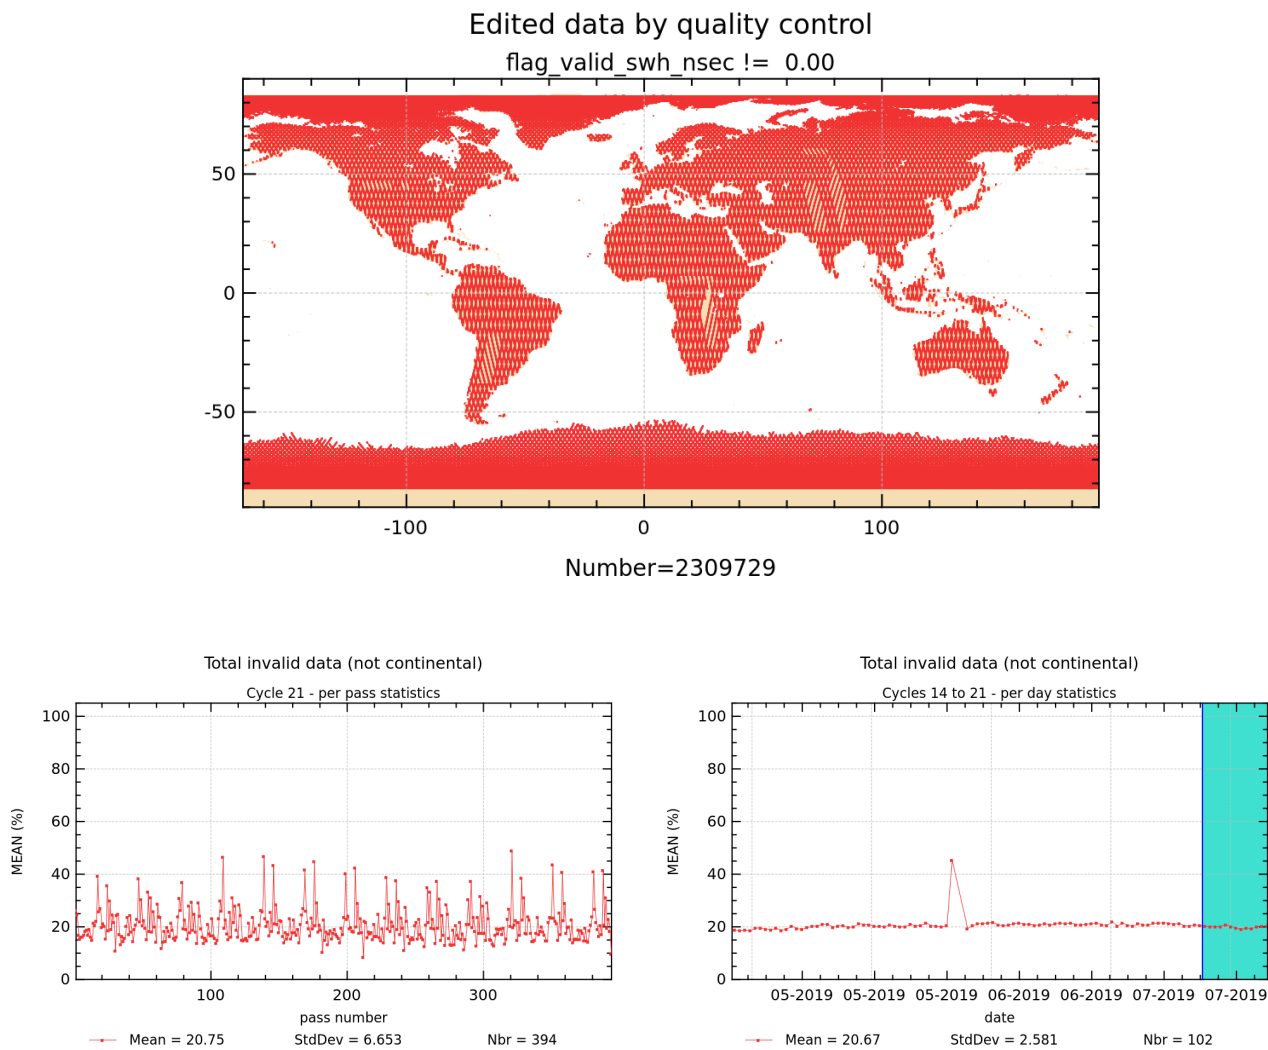 Edited data by quality control
flag_valid_swh_nsec !=  0.00
50
0
-50
-100
0
100
Number=2309729
Total invalid data (not continental)
Cycle 21 - per pass statistics
MEAN (%)
100
80
60
40
20
0
100
200
300
pass number
Mean = 20.75
StdDev = 6.653
Nbr = 394
Total invalid data (not continental)
Cycles 14 to 21 - per day statistics
MEAN (%)
100
80
60
40
20
0
05-2019
05-2019
05-2019
06-2019
06-2019
07-2019
07-2019
date
Mean = 20.67
StdDev = 2.581
Nbr = 102